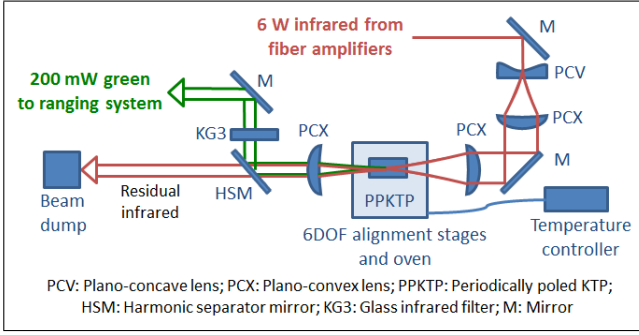 6 W infrared from
fiber amplifiers
M
PCV
200 mW green
to ranging system
M
PCX
KG3
PCX
PCX
M
Beam
dump
Residual
infrared
HSM
PPKTP
6DOF alignment stages
and oven
Temperature
controller
PCV: Plano-concave lens; PCX: Plano-convex lens; PPKTP: Periodically poled KTP;
HSM: Harmonic separator mirror; KG3: Glass infrared filter; M: Mirror